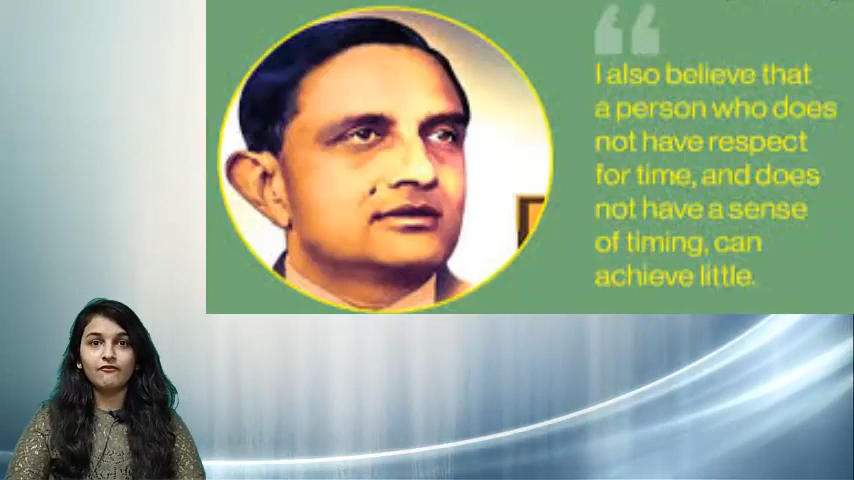 “
I also believe that
a person who does
not have respect
for time, and does
not have a sense
of timing, can
achieve little.